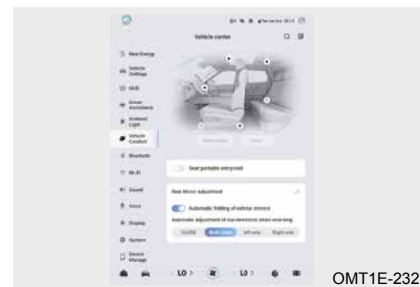 Vehicle center
New Energy
Vehicle
Settings
HUD
Driver
Assistance
Ambient
Light
Vehicle
Comfort
Bluetooth
Wi-Fi
Sound
Voice
Display
System
Device
Manage
Seat portable entry/exit
Rear Mirror Adjustment
Automatic folding of exterior mirrors
Automatic adjustment of rearview mirror when reversing
CLOSE
Both sides
Left only
Right only
LO
LO
OMT1E-232